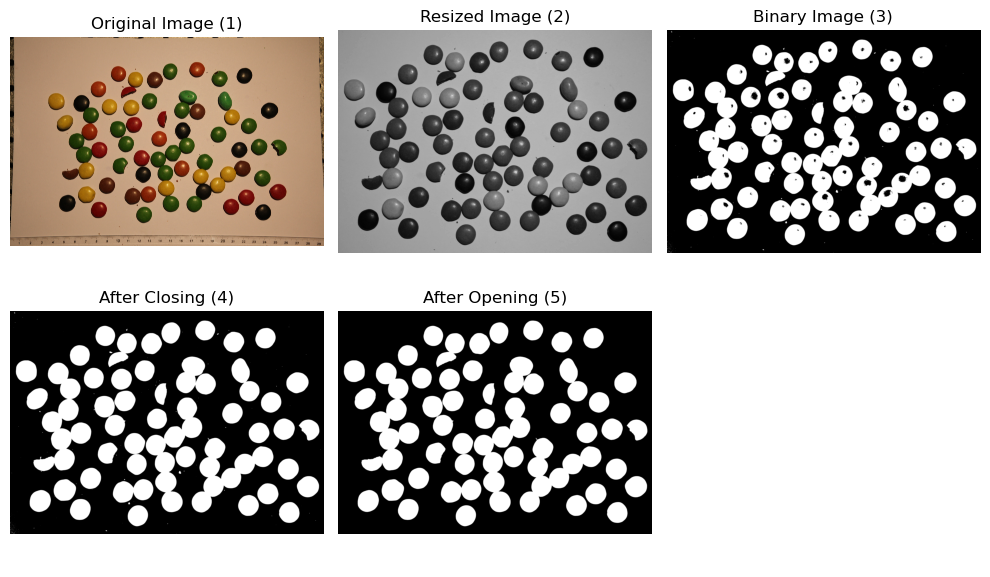 Original Image (1)
Resized Image (2)
Binary Image (3)
After Closing (4)
After Opening (5)